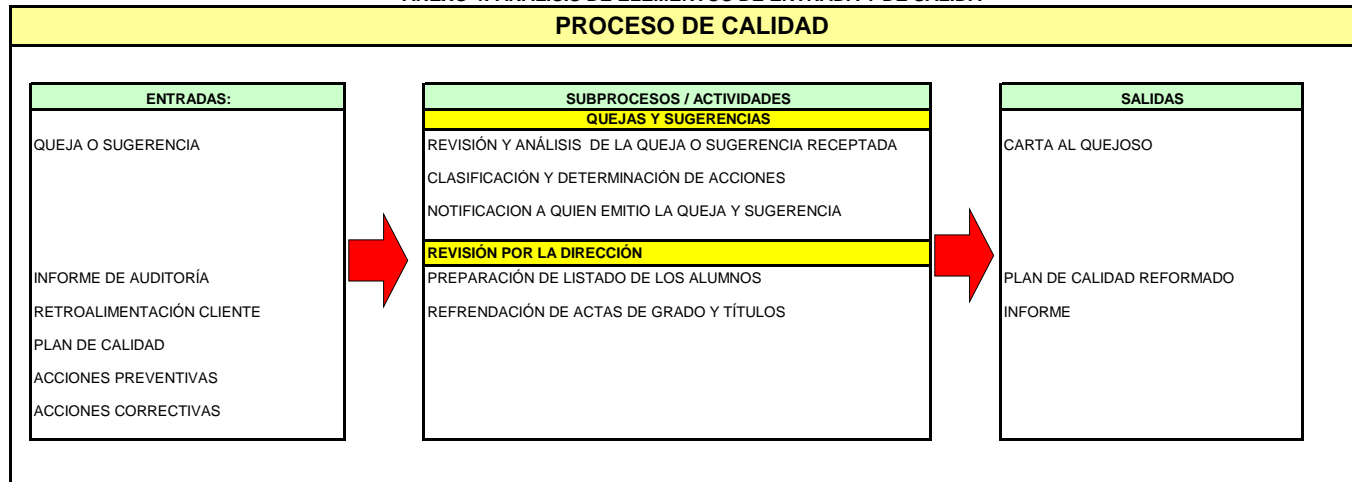 PROCESO DE CALIDAD
ENTRADAS:
QUEJA O SUGERENCIA
INFORME DE AUDITORÍA
RETROALIMENTACIÓN CLIENTE
PLAN DE CALIDAD
ACCIONES PREVENTIVAS
ACCIONES CORRECTIVAS
SUBPROCESOS / ACTIVIDADES
QUEJAS Y SUGERENCIAS
REVISIÓN Y ANÁLISIS DE LA QUEJA O SUGERENCIA RECEPTADA
CLASIFICACIÓN Y DETERMINACIÓN DE ACCIONES
NOTIFICACION A QUIEN EMITIO LA QUEJA Y SUGERENCIA
REVISIÓN POR LA DIRECCIÓN
PREPARACIÓN DE LISTADO DE LOS ALUMNOS
REFRENDACIÓN DE ACTAS DE GRADO Y TÍTULOS
SALIDAS
CARTA AL QUEJOSO
PLAN DE CALIDAD REFORMADO
INFORME